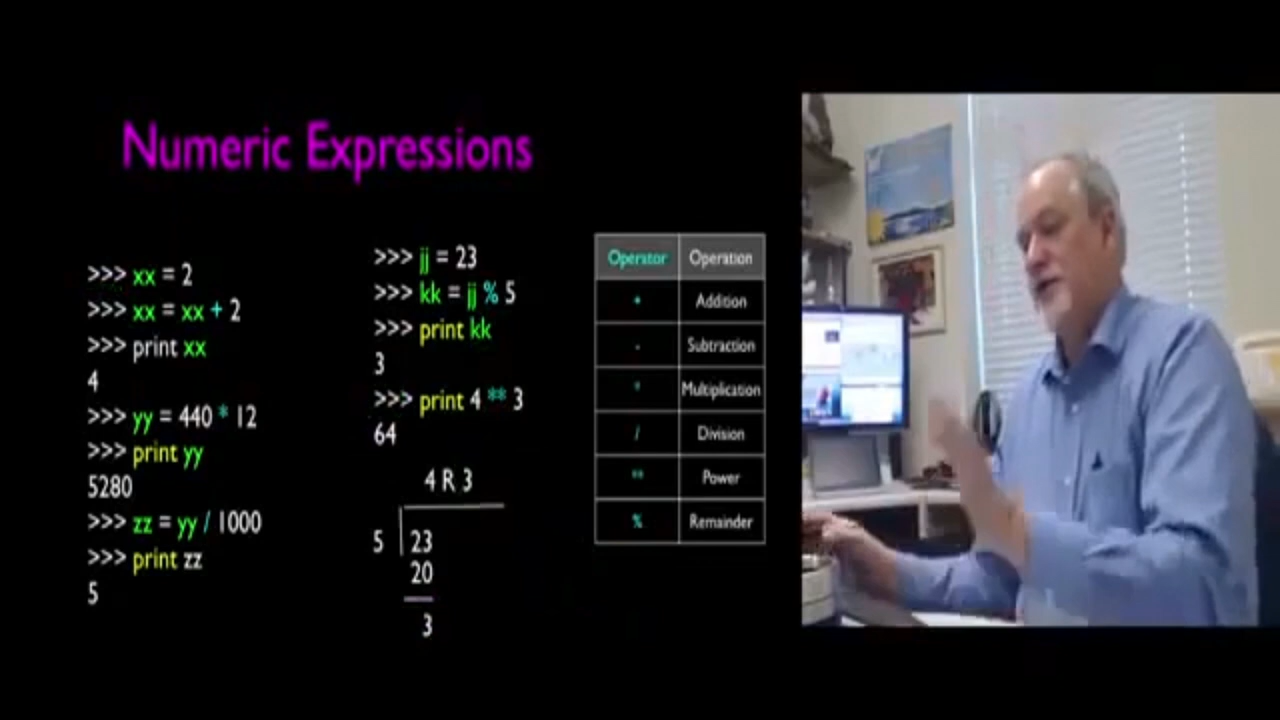 Numeric Expressions
>>> xx = 2
>>> xx = xx + 2
>>> print xx
4
>>> yy = 440 * 12
>>> print yy
5280
>>> zz = yy / 1000
>>> print zz
5
>>> jj = 23
>>> kk = jj % 5
>>> print kk
3
>>> print 4 ** 3
64
4 R 3
5 23
20
3
Operator Operation
+ Addition
- Subtraction
* Multiplication
/ Division
** Power
% Remainder